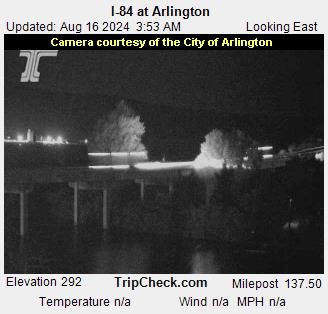 I-84 at Arlington
Updated: Aug 16 2024 3:53 AM Looking East
Camera courtesy of the City of Arlington
Elevation 292 TripCheck.com Milepost 137.50
Temperature n/a Wind n/a MPH n/a